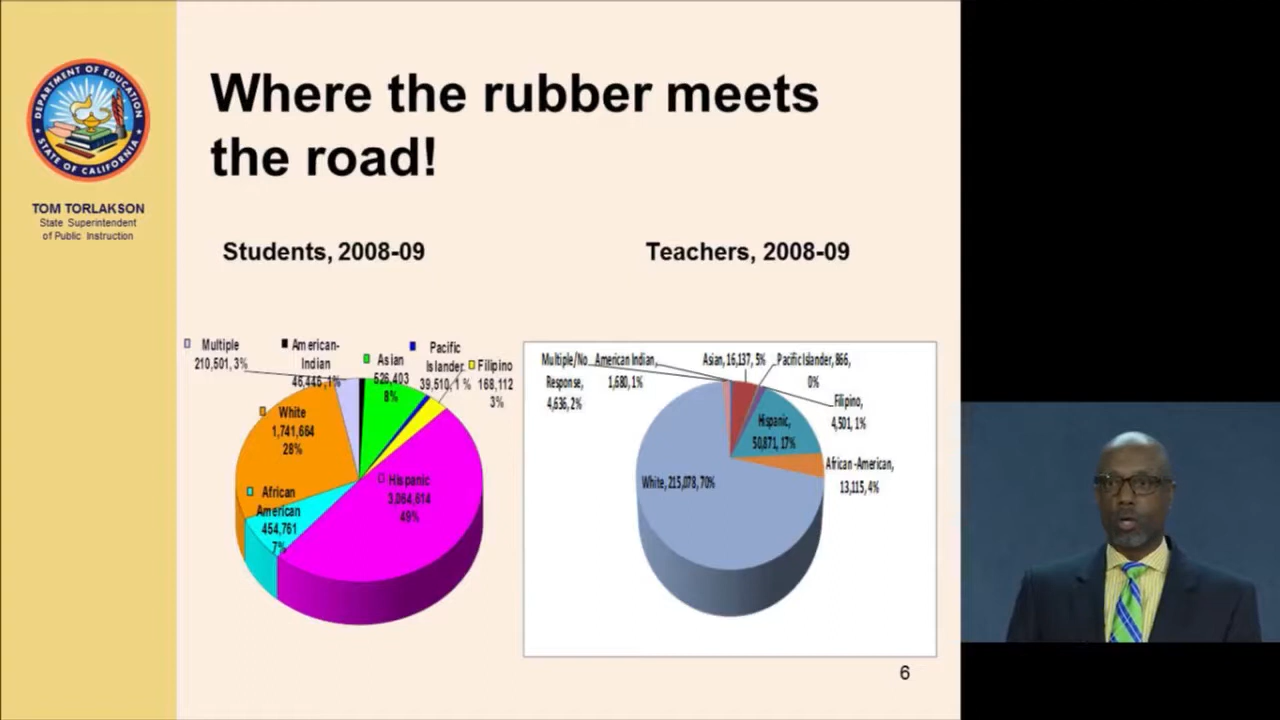 Where the rubber meets
the road!
DEPARTMENT OF EDUCATION
STATE OF CALIFORNIA
TOM TORLAKSON
State Superintendent
of Public Instruction
Students, 2008-09
Multiple
210,501, 3%
American-
Indian
46,446, 1%
Asian
526,403
8%
Pacific
Islander
39,510, 1 %
Filipino
168,112
3%
White
1,741,664
28%
African
American
454,761
7%
Hispanic
3,064,614
49%
Teachers, 2008-09
Multiple/No
Response,
4,636, 2%
American Indian,
1,680, 1%
Asian, 16,137, 5%
Pacific Islander, 866,
0%
Filipino,
4,501, 1%
Hispanic,
50,871, 17%
African -American,
13,115, 4%
White, 215,078, 70%
6